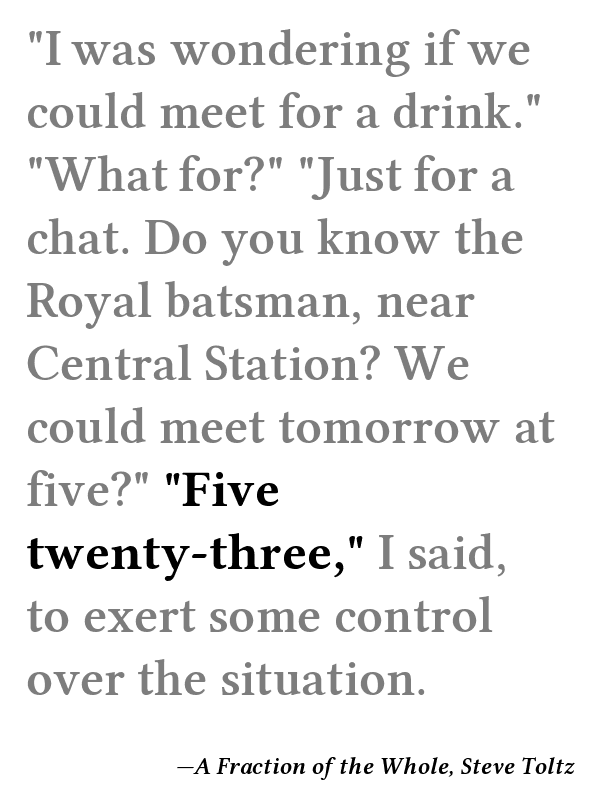 "I was wondering if we
could meet for a drink."
"What for?" "Just for a
chat. Do you know the
Royal batsman, near
Central Station? We
could meet tomorrow at
five?" "Five
twenty-three," I said,
to exert some control
over the situation.
—A Fraction of the Whole, Steve Toltz